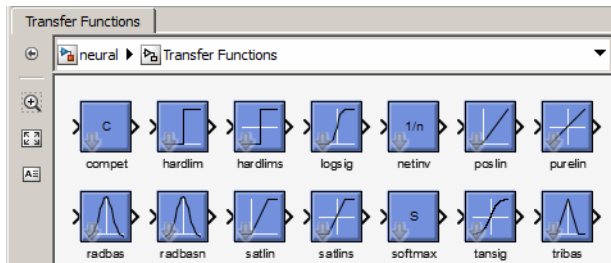 Transfer Functions
neural Transfer Functions
C 1/n
compet hardlim hardlims logsig netinv poslin purelin
S
radbas radbasn satlin satlins softmax tansig tribas